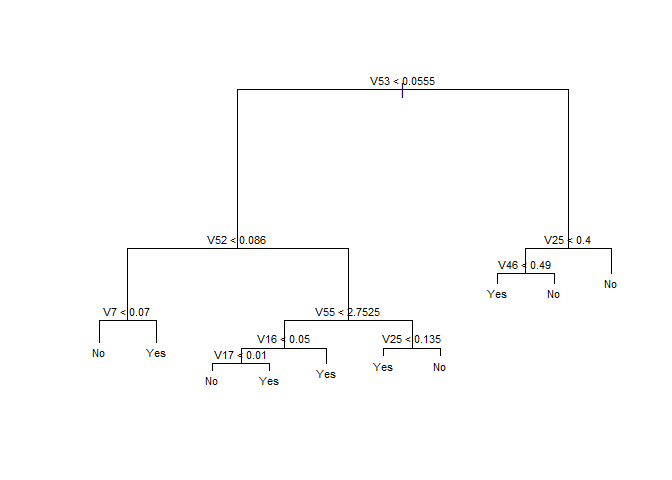 V53 < 0.0555
V52 < 0.086
V25 < 0.4
V46 < 0.49
Yes
No
No
V7 < 0.07
V55 < 2.7525
No
Yes
V16 < 0.05
V25 < 0.135
V17 < 0.01
Yes
Yes
No
No
Yes